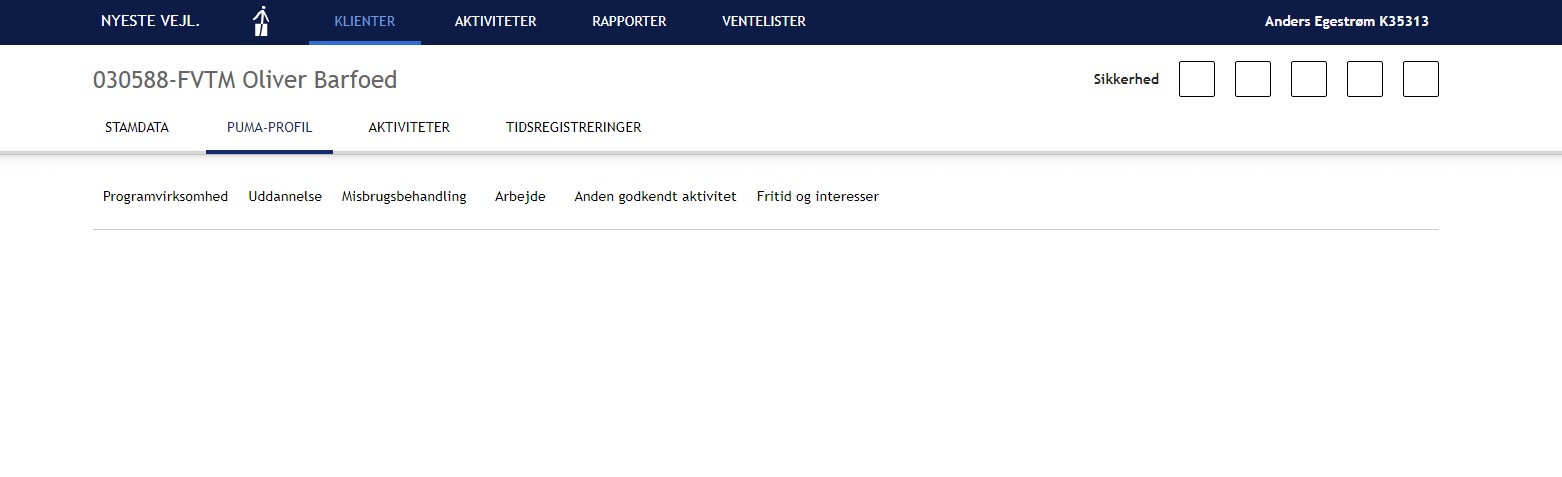 NYESTE VEJL. KLIENTER AKTIVITETER RAPPORTER VENTELISTER Anders Egestrøm K35313
030588-FVTM Oliver Barfoed Sikkerhed
STAMDATA PUMA-PROFIL AKTIVITETER TIDSREGISTRERINGER
Programvirksomhed Uddannelse Misbrugsbehandling Arbejde Anden godkendt aktivitet Fritid og interesser